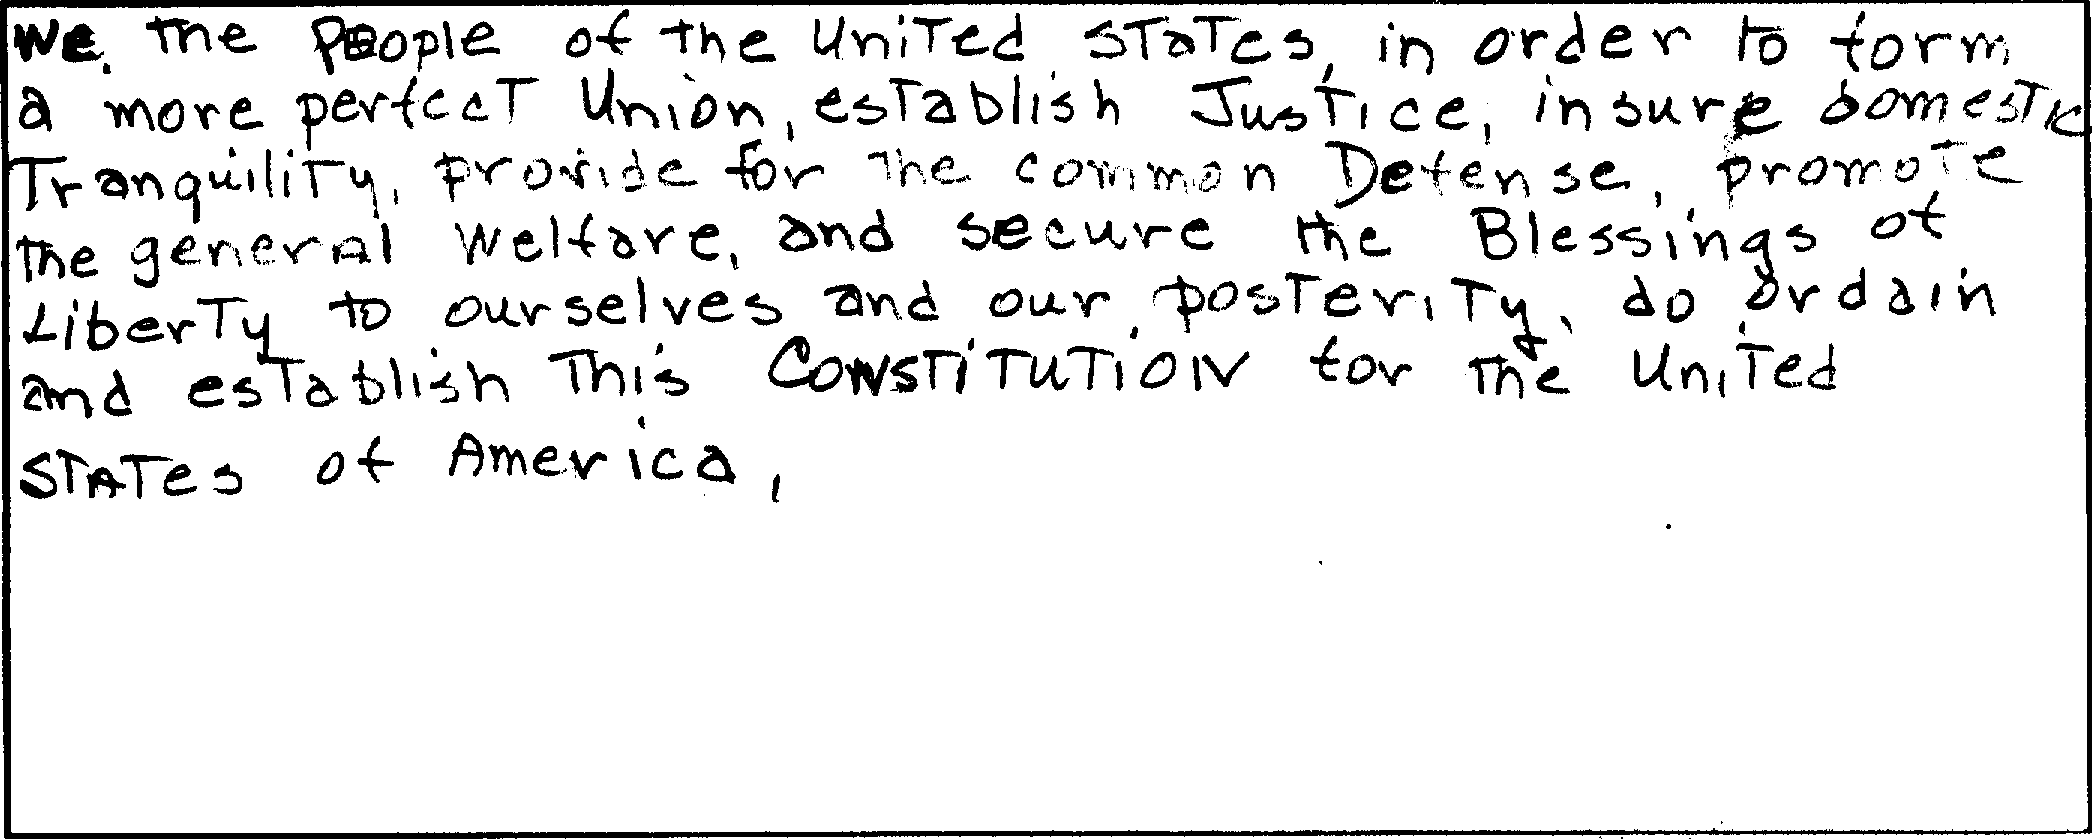 We, the People of the United States, in order to form
a more perfect Union, establish Justice, insure domestic
Tranquility, provide for the common Defense, promote
the general Welfare, and secure the Blessings of
Liberty to ourselves and our posterity, do ordain
and establish this CONSTITUTION for the United
States of America,